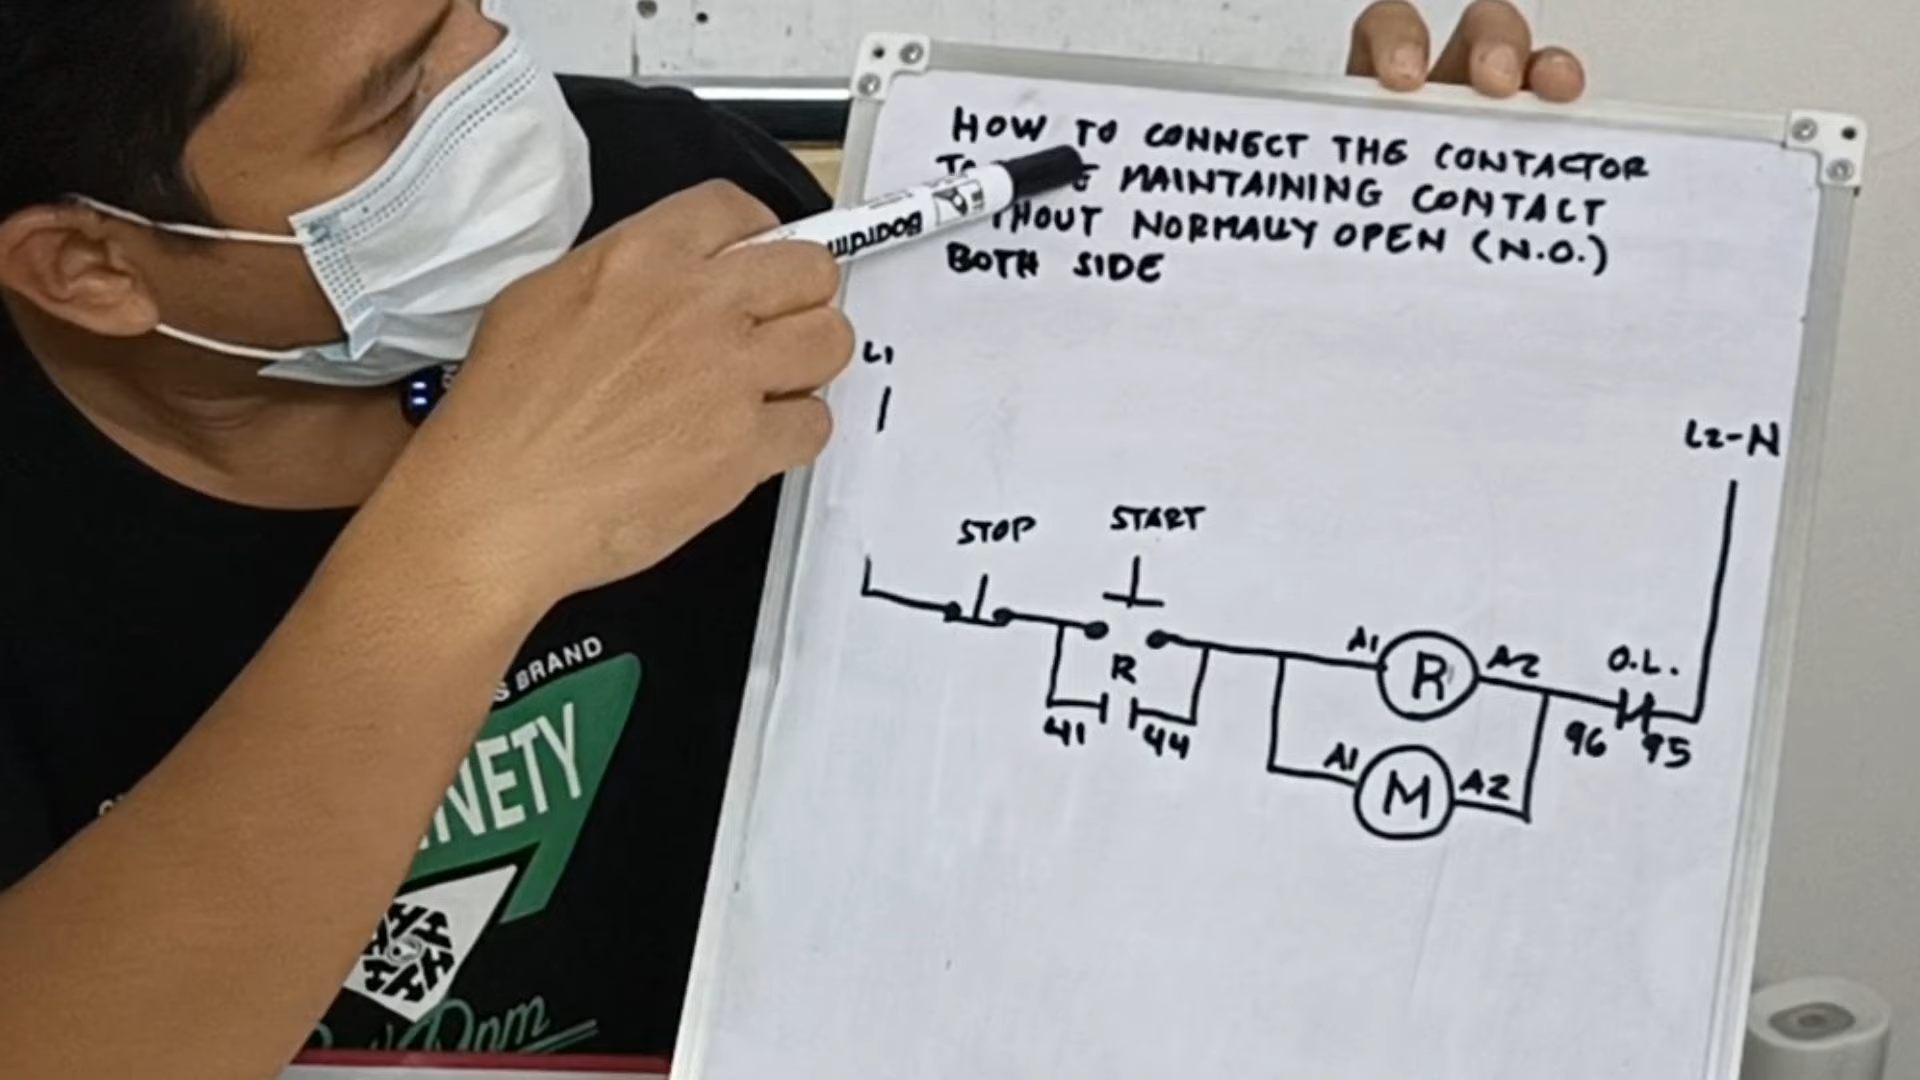 HOW TO CONNECT THE CONTACTOR
MAINTAINING CONTACT
NORMALLY OPEN (N.O.)
BOTH SIDE
L1
L2-N
STOP
START
R
41
44
A1
R
A2
O.L.
96
95
A1
M
A2
BRAND